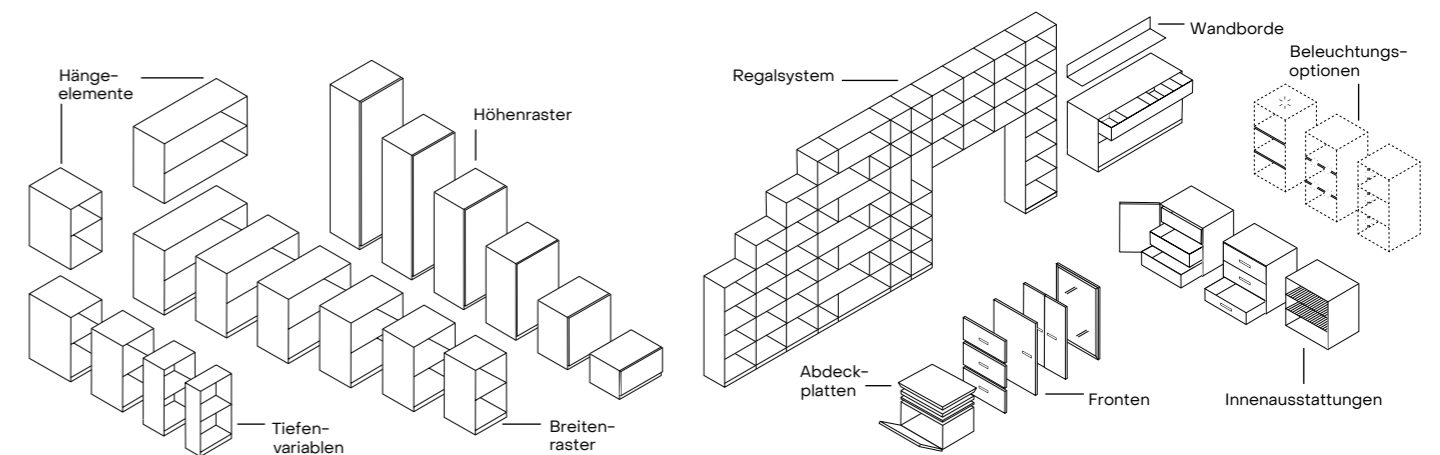 Hänge-
elemente
Höhenraster
Tiefen-
variablen
Breiten-
raster
Regalsystem
Wandborde
Beleuchtungs-
optionen
Abdeck-
platten
Fronten
Innenausstattungen